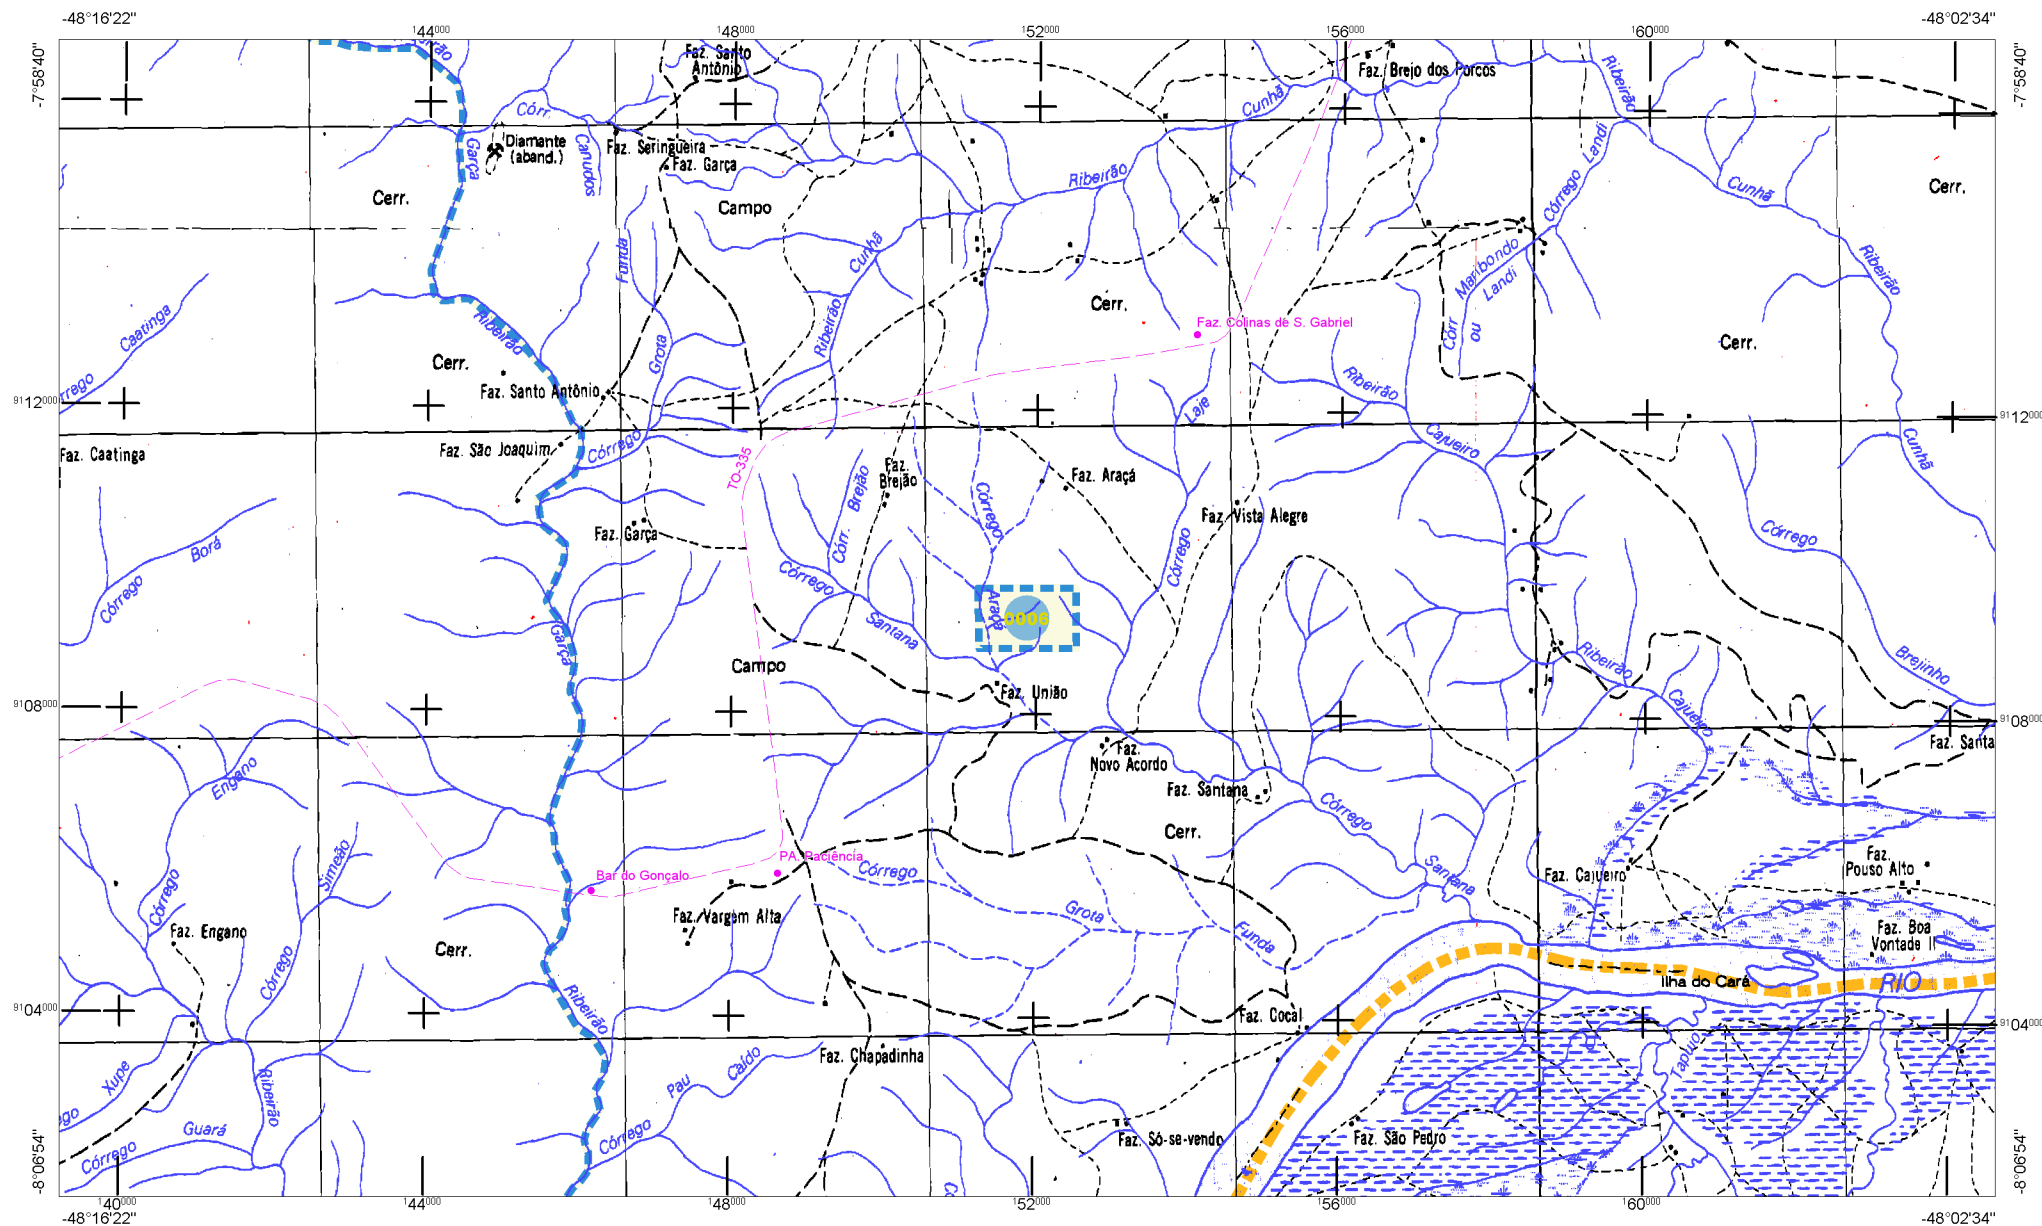 -48°16'22"
-48°02'34"
144000
148000
152000
156000
160000
-7°58'40"
-7°58'40"
Faz. Santo
Antônio
Faz. Brejo dos Porcos
Ribeirão
Córr.
Cunhã
Diamante
(aband.)
Garça
Canudos
Faz. Seringueira
Faz. Garça
Ribeirão
Landi
Córrego
Cunhã
Cerr.
Cerr.
Campo
Funda
Cunhã
Maribondo
Landi
Ribeirão
Caatinga
Ribeirão
Grota
Ribeirão
Cerr.
Faz. Colinas de S. Gabriel
Córr
ou
Cerr.
Cerr.
Faz. Santo Antônio
Ribeirão
Laje
rrego
9112000
9112000
Faz. Caatinga
Faz. São Joaquim
Córrego
TO-335
Cajueiro
Cunhã
Faz.
Brejão
Córr. Brejão
Faz. Araçá
Córrego
Faz. Garça
Faz. Vista Alegre
Córrego
Borá
Córrego
Córrego
Córrego
Araçá
0006
Santana
Garça
Campo
Ribeirão
Brejinho
Faz. União
Cajueiro
9108000
9108000
Faz.
Novo Acordo
Faz. Santa
Engano
Faz. Santana
Córrego
Cerr.
Simeão
PA. Paciência
Bar do Gonçalo
Córrego
Santana
Faz. Cajueiro
Faz.
Pouso Alto
Córrego
Faz. Vargem Alta
Grota
Funda
Faz. Engano
Cerr.
Faz. Boa
Vontade II
Córrego
Ilha do Cará
RIO
Ribeirão
9104000
9104000
Faz. Cocal
Faz. Chapadinha
Xupe
Ribeirão
Pau
Caldo
ego
Guará
Córrego
Córrego
Faz. Só-se-vende
Faz. São Pedro
-8°06'54"
-8°06'54"
140000
144000
148000
152000
156000
160000
-48°16'22"
-48°02'34"